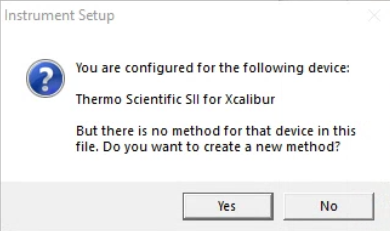 Instrument Setup
You are configured for the following device:
Thermo Scientific SII for Xcalibur
But there is no method for that device in this
file. Do you want to create a new method?
Yes
No